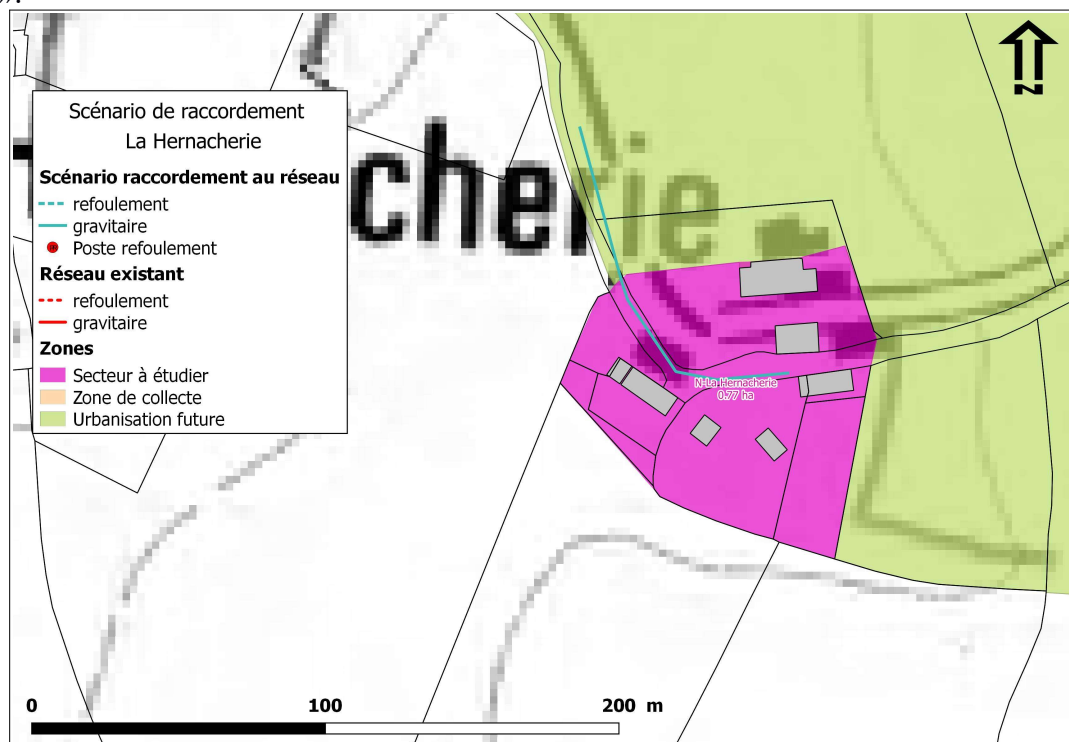 Scénario de raccordement
La Hernacherie
Scénario raccordement au réseau
refoulement
gravitaire
Poste refoulement
Réseau existant
refoulement
gravitaire
Zones
Secteur à étudier
Zone de collecte
Urbanisation future
N
cherie
N-La Hernacherie
0.77 ha
0 100 200 m